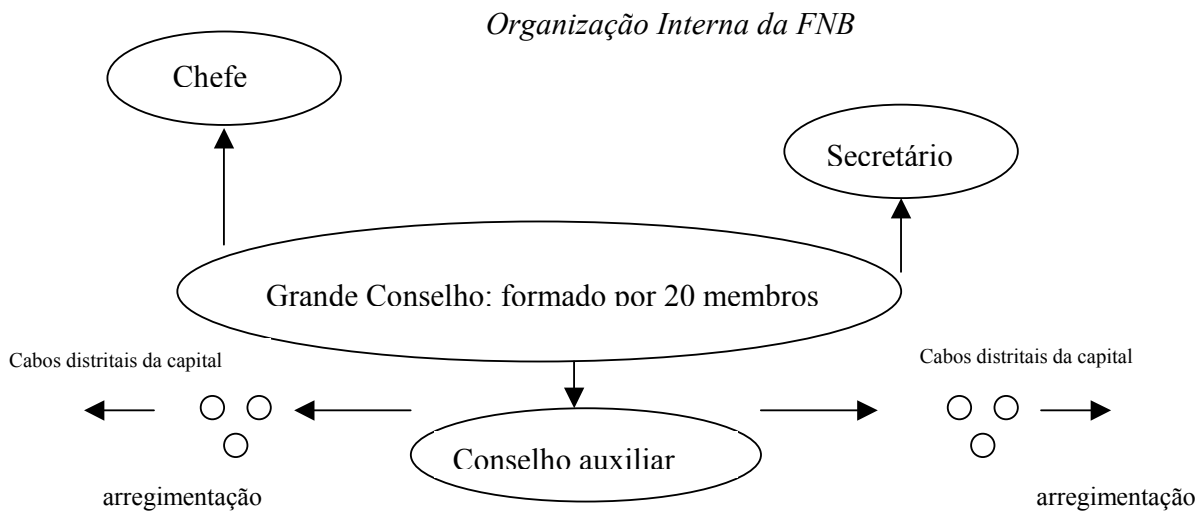 Organização Interna da FNB
Chefe
Secretário
Grande Conselho: formado por 20 membros
Cabos distritais da capital
Cabos distritais da capital
Conselho auxiliar
arregimentação
arregimentação